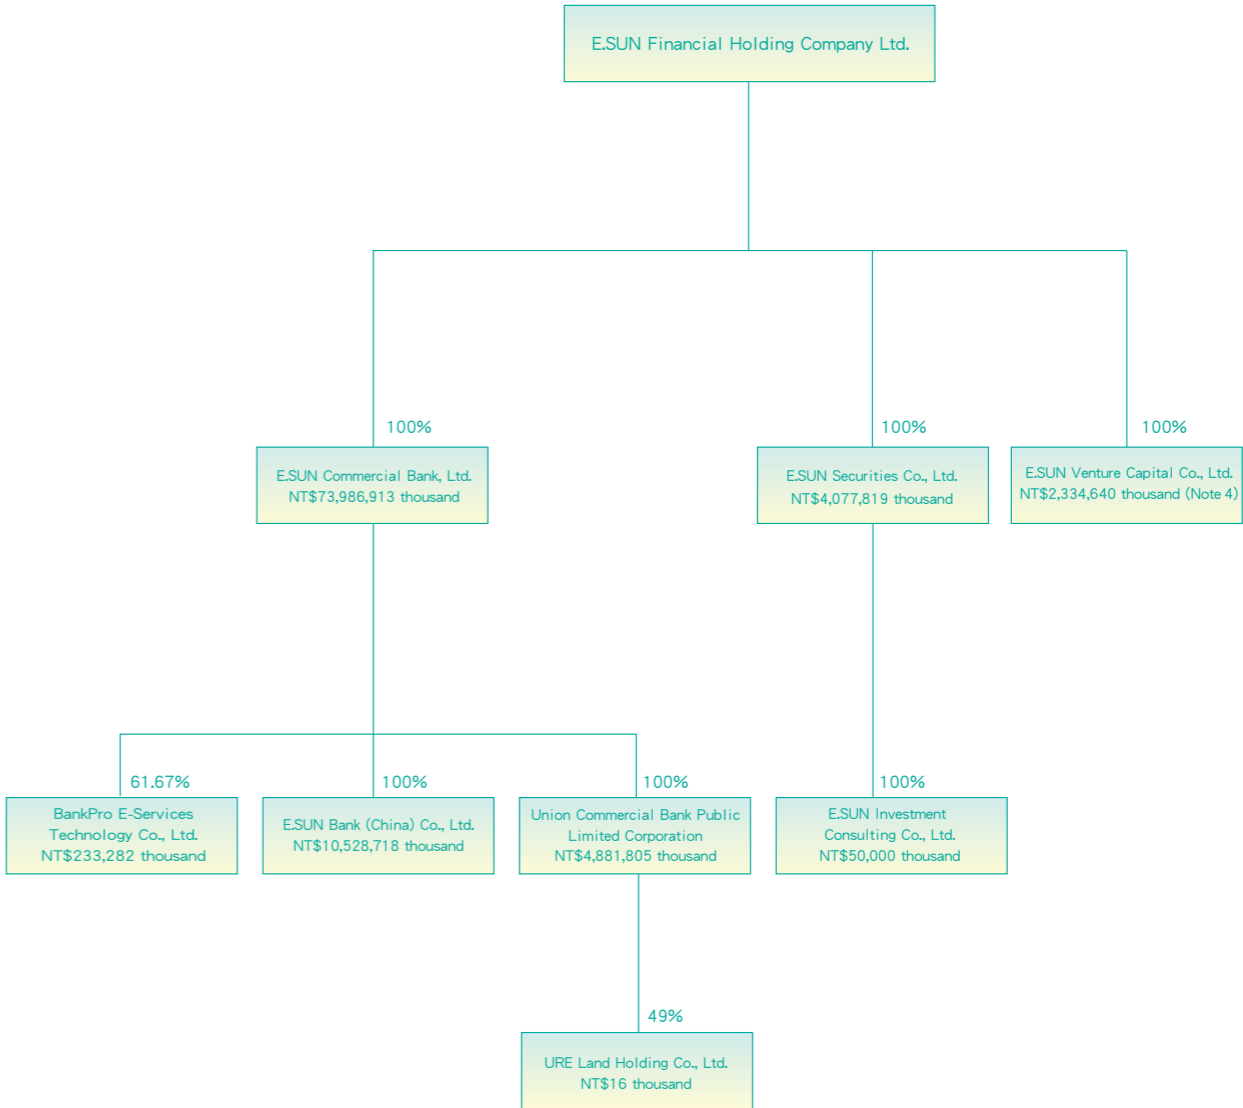 E.SUN Financial Holding Company Ltd.
100%
E.SUN Commercial Bank, Ltd.
NT$73,986,913 thousand
100%
E.SUN Securities Co., Ltd.
NT$4,077,819 thousand
100%
E.SUN Venture Capital Co., Ltd.
NT$2,334,640 thousand (Note 4)
61.67%
BankPro E-Services
Technology Co., Ltd.
NT$233,282 thousand
100%
E.SUN Bank (China) Co., Ltd.
NT$10,528,718 thousand
100%
Union Commercial Bank Public
Limited Corporation
NT$4,881,805 thousand
100%
E.SUN Investment
Consulting Co., Ltd.
NT$50,000 thousand
49%
URE Land Holding Co., Ltd.
NT$16 thousand